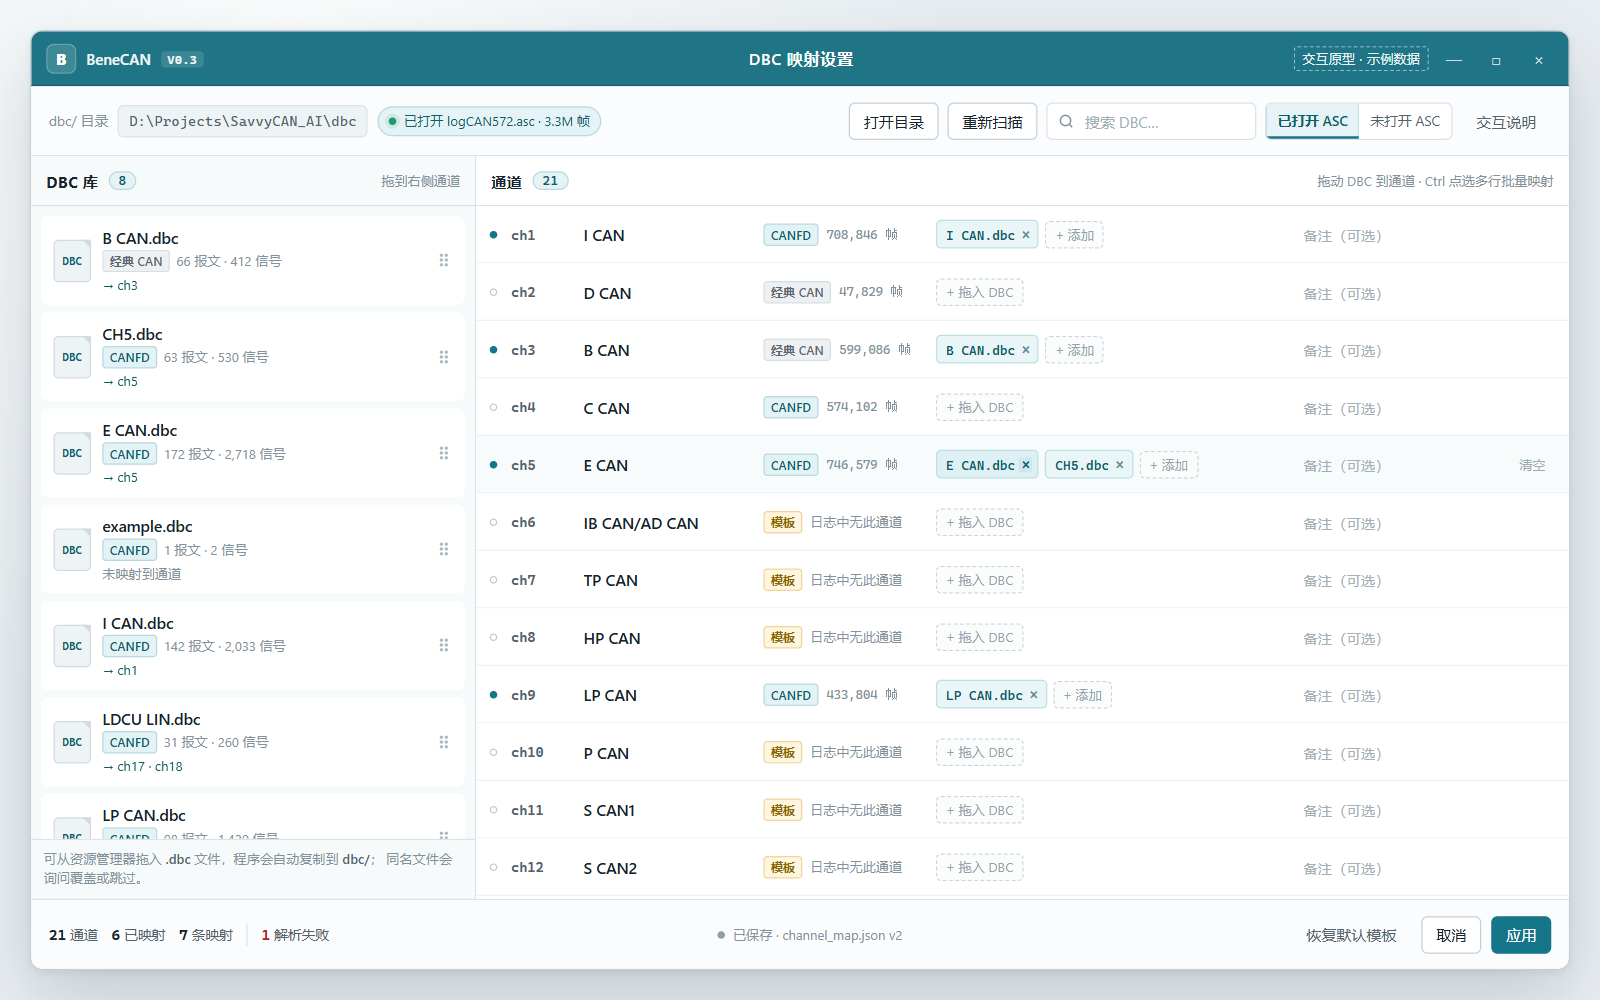 B BeneCAN V0.3
DBC 映射设置
交互原型 · 示例数据
dbc/ 目录 D:\Projects\SavvyCAN_AI\dbc 已打开 logCAN572.asc · 3.3M 帧
打开目录 重新扫描 搜索 DBC... 已打开 ASC 未打开 ASC 交互说明
DBC 库 8 拖到右侧通道
B CAN.dbc
DBC 经典 CAN 66 报文 · 412 信号
→ ch3
CH5.dbc
DBC CANFD 63 报文 · 530 信号
→ ch5
E CAN.dbc
DBC CANFD 172 报文 · 2,718 信号
→ ch5
example.dbc
DBC CANFD 1 报文 · 2 信号
未映射到通道
I CAN.dbc
DBC CANFD 142 报文 · 2,033 信号
→ ch1
LDCU LIN.dbc
DBC CANFD 31 报文 · 260 信号
→ ch17 · ch18
LP CAN.dbc
DBC CANFD 98 报文 · 1,420 信号
可从资源管理器拖入 .dbc 文件，程序会自动复制到 dbc/； 同名文件会
询问覆盖或跳过。
通道 21 拖动 DBC 到通道 · Ctrl 点选多行批量映射
ch1 I CAN CANFD 708,846 帧 I CAN.dbc × + 添加 备注（可选）
ch2 D CAN 经典 CAN 47,829 帧 + 拖入 DBC 备注（可选）
ch3 B CAN 经典 CAN 599,086 帧 B CAN.dbc × + 添加 备注（可选）
ch4 C CAN CANFD 574,102 帧 + 拖入 DBC 备注（可选）
ch5 E CAN CANFD 746,579 帧 E CAN.dbc × CH5.dbc × + 添加 备注（可选） 清空
ch6 IB CAN/AD CAN 模板 日志中无此通道 + 拖入 DBC 备注（可选）
ch7 TP CAN 模板 日志中无此通道 + 拖入 DBC 备注（可选）
ch8 HP CAN 模板 日志中无此通道 + 拖入 DBC 备注（可选）
ch9 LP CAN CANFD 433,804 帧 LP CAN.dbc × + 添加 备注（可选）
ch10 P CAN 模板 日志中无此通道 + 拖入 DBC 备注（可选）
ch11 S CAN1 模板 日志中无此通道 + 拖入 DBC 备注（可选）
ch12 S CAN2 模板 日志中无此通道 + 拖入 DBC 备注（可选）
21 通道 6 已映射 7 条映射 1 解析失败
已保存 · channel_map.json v2
恢复默认模板 取消 应用